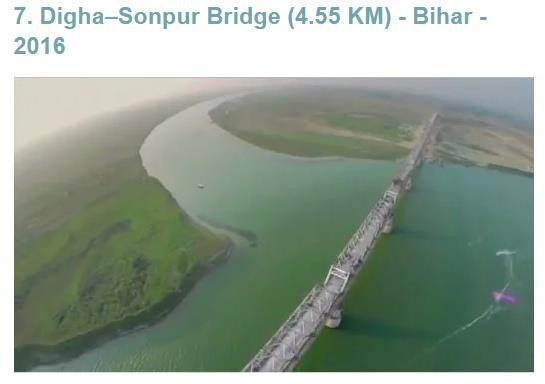 7. Digha–Sonpur Bridge (4.55 KM) - Bihar -
2016